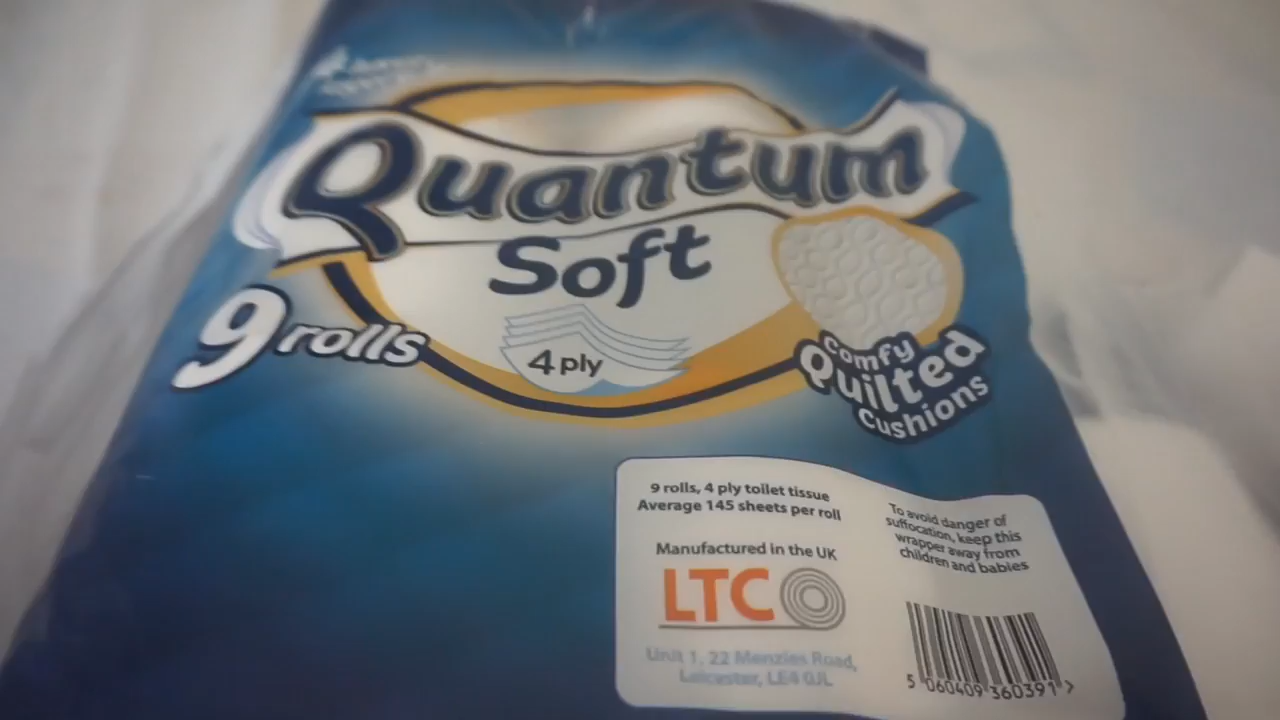 Quantum
Soft
9 rolls
4 ply
Comfy
Quilted
Cushions
9 rolls, 4 ply toilet tissue
Average 145 sheets per roll
Manufactured in the UK
LTC
Unit 1, 22 Menzies Road,
Leicester, LE4 0JL
To avoid danger of
suffocation, keep this
wrapper away from
children and babies
5 060409 360391 >